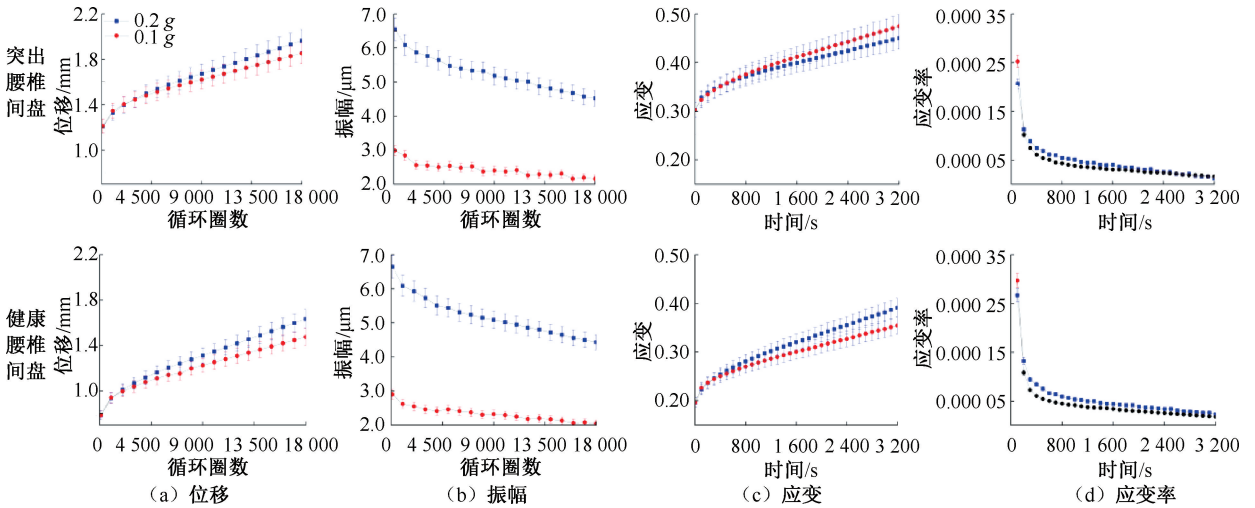 突出
腰椎
间盘
2.2
1.8
1.4
1.0
位移/mm
0.2 g
0.1 g
0 4 500 9 000 13 500 18 000
循环圈数
7.0
6.0
5.0
4.0
3.0
2.0
振幅/μm
0 4 500 9 000 13 500 18 000
循环圈数
0.50
0.40
0.30
0.20
应变
0 800 1 600 2 400 3 200
时间/s
0.000 35
0.000 25
0.000 15
0.000 05
应变率
0 800 1 600 2 400 3 200
时间/s
健康
腰椎
间盘
2.2
1.8
1.4
1.0
位移/mm
0 4 500 9 000 13 500 18 000
循环圈数
（a）位移
7.0
6.0
5.0
4.0
3.0
2.0
振幅/μm
0 4 500 9 000 13 500 18 000
循环圈数
（b）振幅
0.50
0.40
0.30
0.20
应变
0 800 1 600 2 400 3 200
时间/s
（c）应变
0.000 35
0.000 25
0.000 15
0.000 05
应变率
0 800 1 600 2 400 3 200
时间/s
（d）应变率